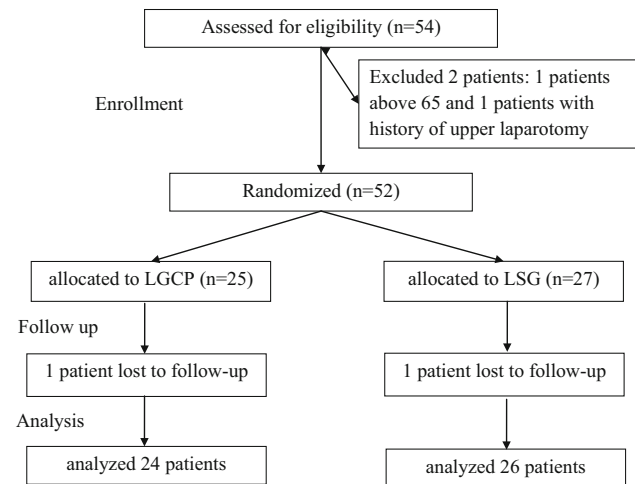 Assessed for eligibility (n=54)
Excluded 2 patients: 1 patients
above 65 and 1 patients with
history of upper laparotomy
Enrollment
Randomized (n=52)
allocated to LGCP (n=25)
allocated to LSG (n=27)
Follow up
1 patient lost to follow-up
1 patient lost to follow-up
Analysis
analyzed 24 patients
analyzed 26 patients